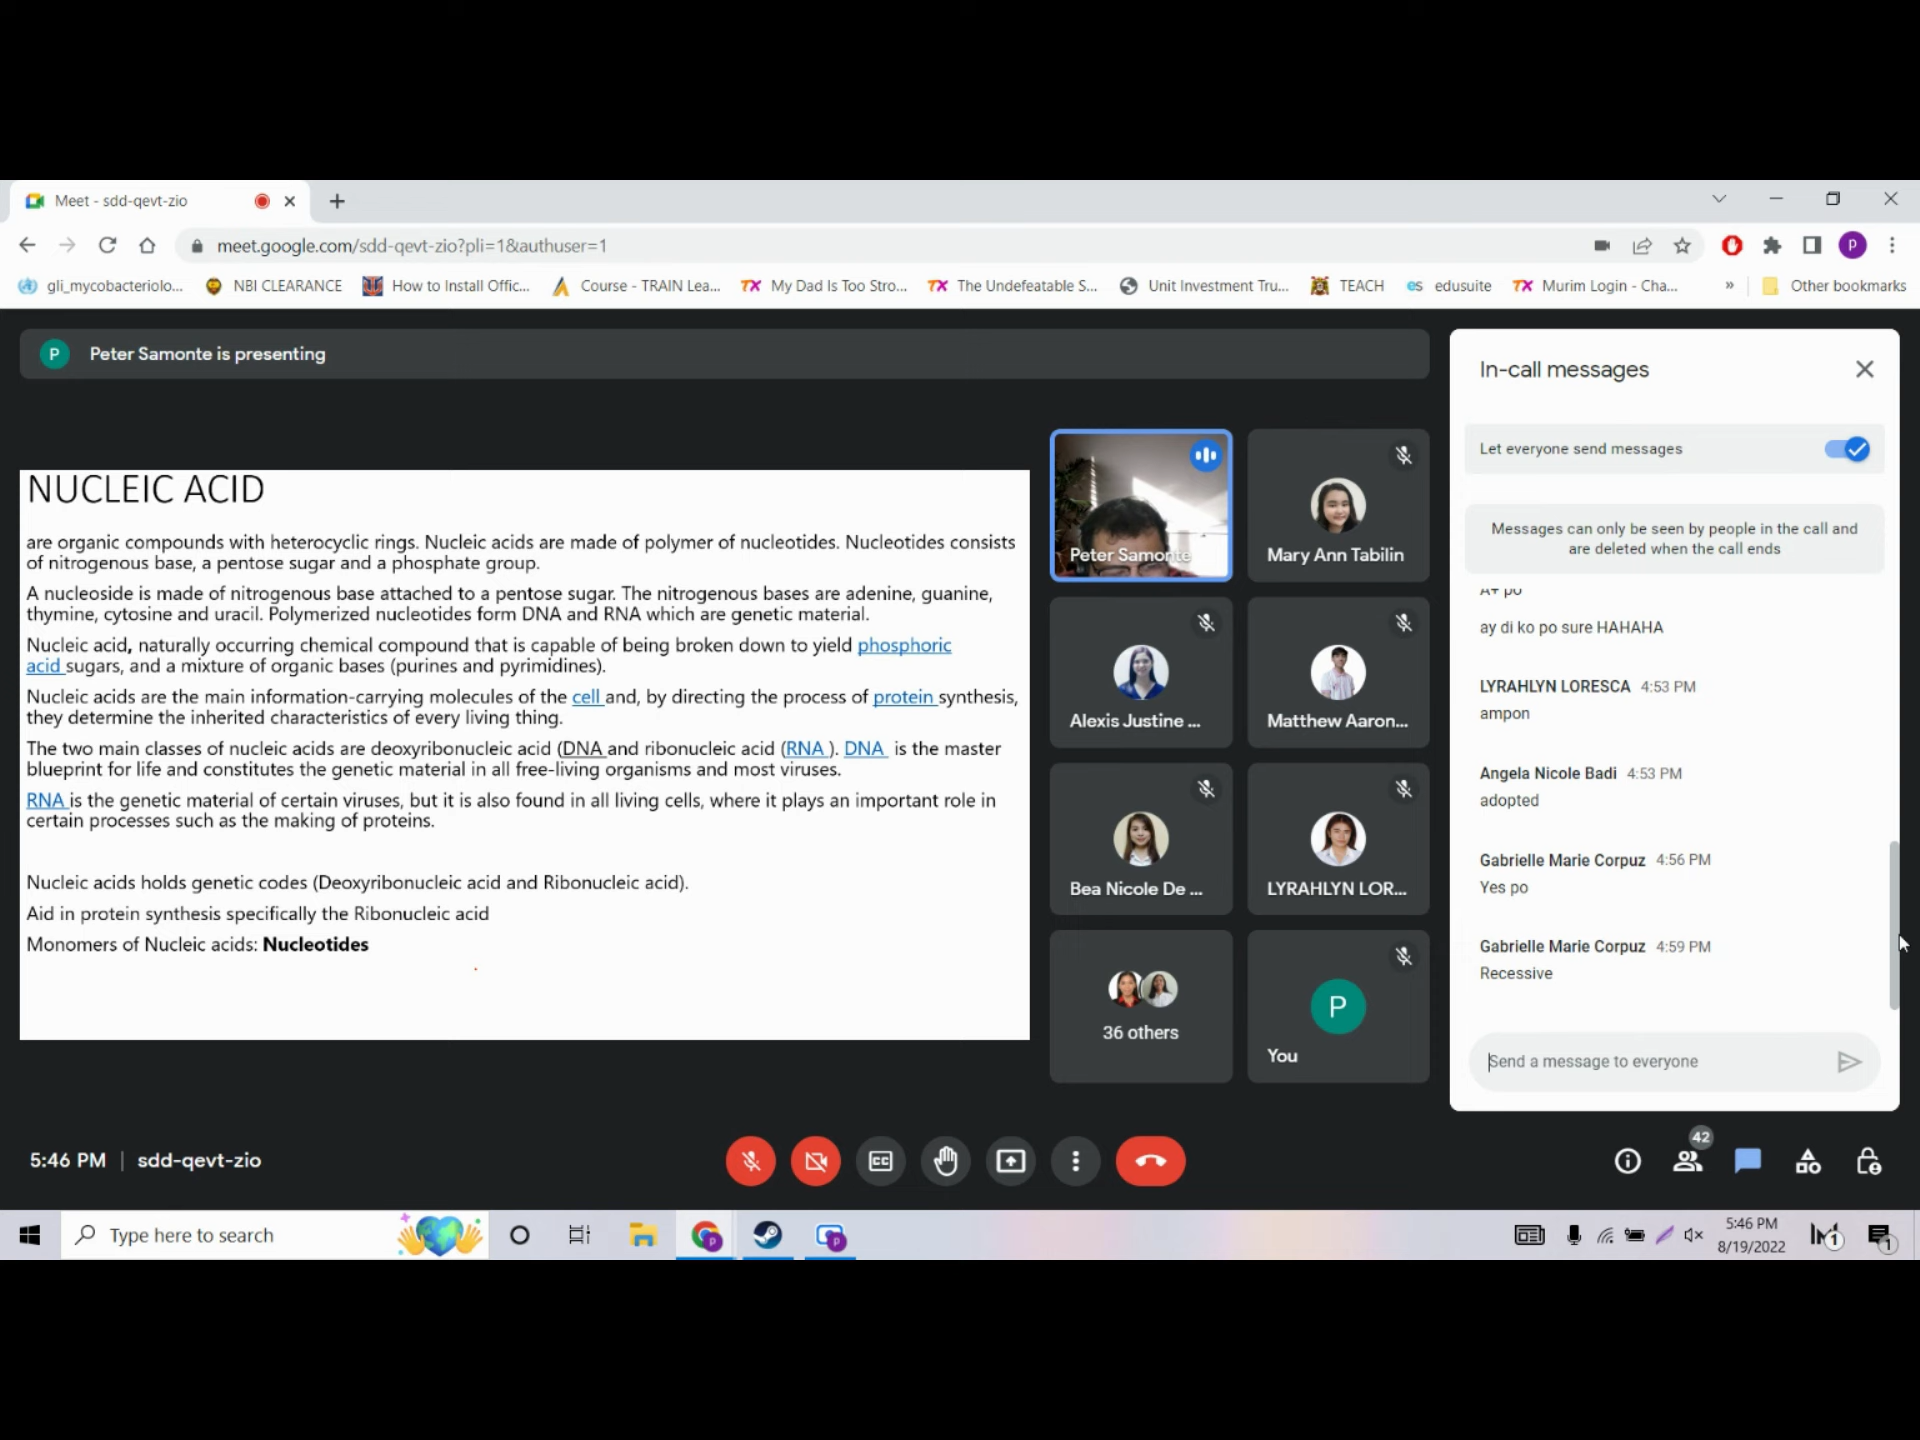 Meet - sdd-qevt-zio
meet.google.com/sdd-qevt-zio?pli=1&authuser=1
P
gli_mycobacteriolo...
NBI CLEARANCE
How to Install Offic...
Course - TRAIN Lea...
TX My Dad Is Too Stro...
TX The Undefeatable S...
Unit Investment Tru...
TEACH
es edusuite
TX Murim Login - Cha...
»
Other bookmarks
P Peter Samonte is presenting
NUCLEIC ACID
are organic compounds with heterocyclic rings. Nucleic acids are made of polymer of nucleotides. Nucleotides consists
of nitrogenous base, a pentose sugar and a phosphate group.
A nucleoside is made of nitrogenous base attached to a pentose sugar. The nitrogenous bases are adenine, guanine,
thymine, cytosine and uracil. Polymerized nucleotides form DNA and RNA which are genetic material.
Nucleic acid, naturally occurring chemical compound that is capable of being broken down to yield phosphoric
acid sugars, and a mixture of organic bases (purines and pyrimidines).
Nucleic acids are the main information-carrying molecules of the cell and, by directing the process of protein synthesis,
they determine the inherited characteristics of every living thing.
The two main classes of nucleic acids are deoxyribonucleic acid (DNA and ribonucleic acid (RNA ). DNA is the master
blueprint for life and constitutes the genetic material in all free-living organisms and most viruses.
RNA is the genetic material of certain viruses, but it is also found in all living cells, where it plays an important role in
certain processes such as the making of proteins.
Nucleic acids holds genetic codes (Deoxyribonucleic acid and Ribonucleic acid).
Aid in protein synthesis specifically the Ribonucleic acid
Monomers of Nucleic acids: Nucleotides
Peter Samonte
Mary Ann Tabilin
Alexis Justine ...
Matthew Aaron...
Bea Nicole De ...
LYRAHLYN LOR...
36 others
P
You
In-call messages
Let everyone send messages
Messages can only be seen by people in the call and
are deleted when the call ends
A+ po
ay di ko po sure HAHAHA
LYRAHLYN LORESCA 4:53 PM
ampon
Angela Nicole Badi 4:53 PM
adopted
Gabrielle Marie Corpuz 4:56 PM
Yes po
Gabrielle Marie Corpuz 4:59 PM
Recessive
Send a message to everyone
5:46 PM | sdd-qevt-zio
CC
42
Type here to search
5:46 PM
8/19/2022
1
1